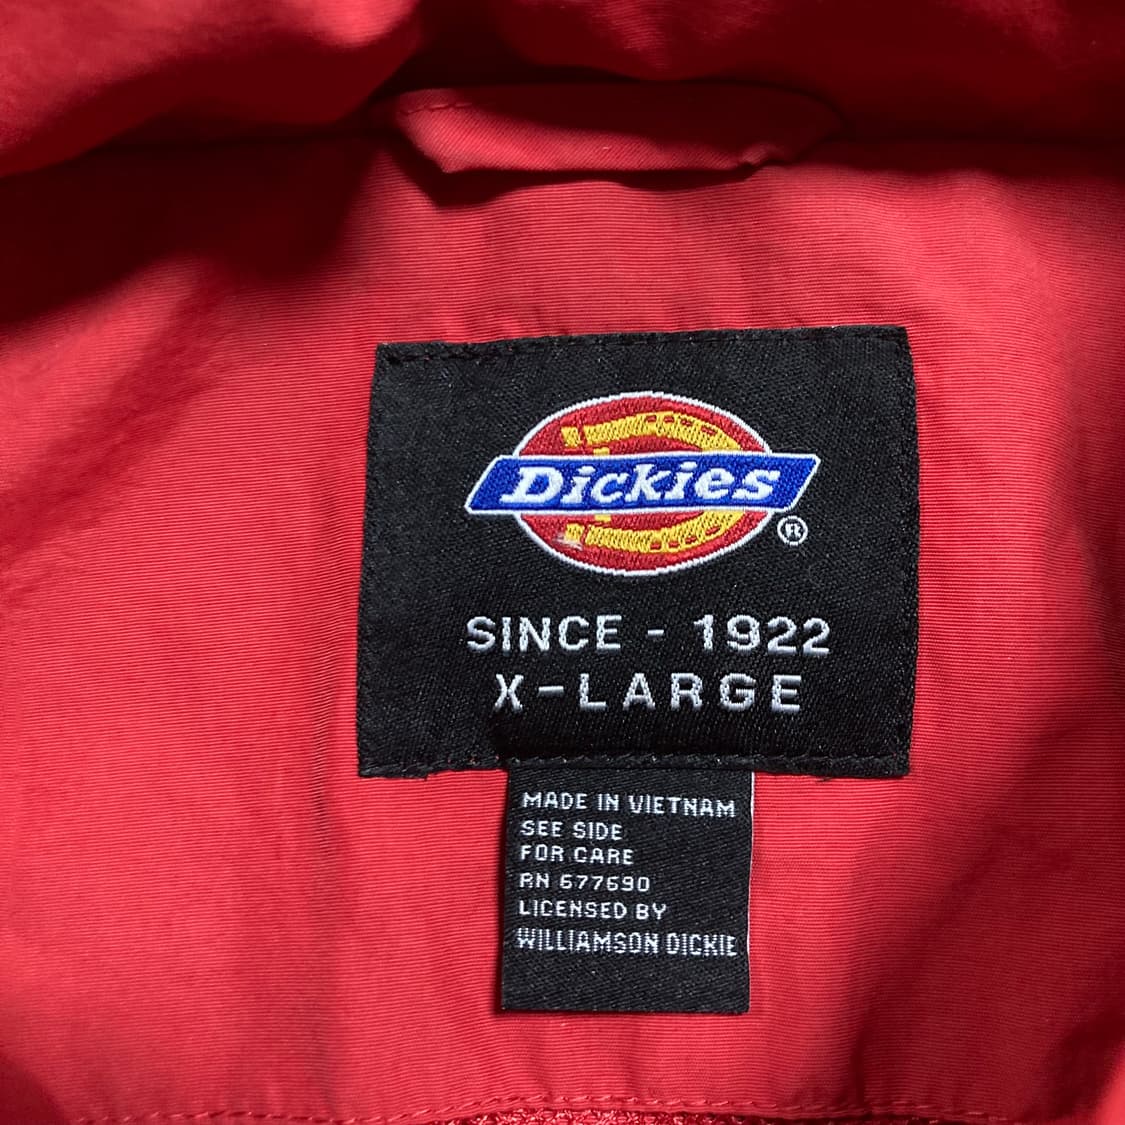 Dickies
®
SINCE - 1922
X-LARGE
MADE IN VIETNAM
SEE SIDE
FOR CARE
RN 677690
LICENSED BY
WILLIAMSON DICKIE